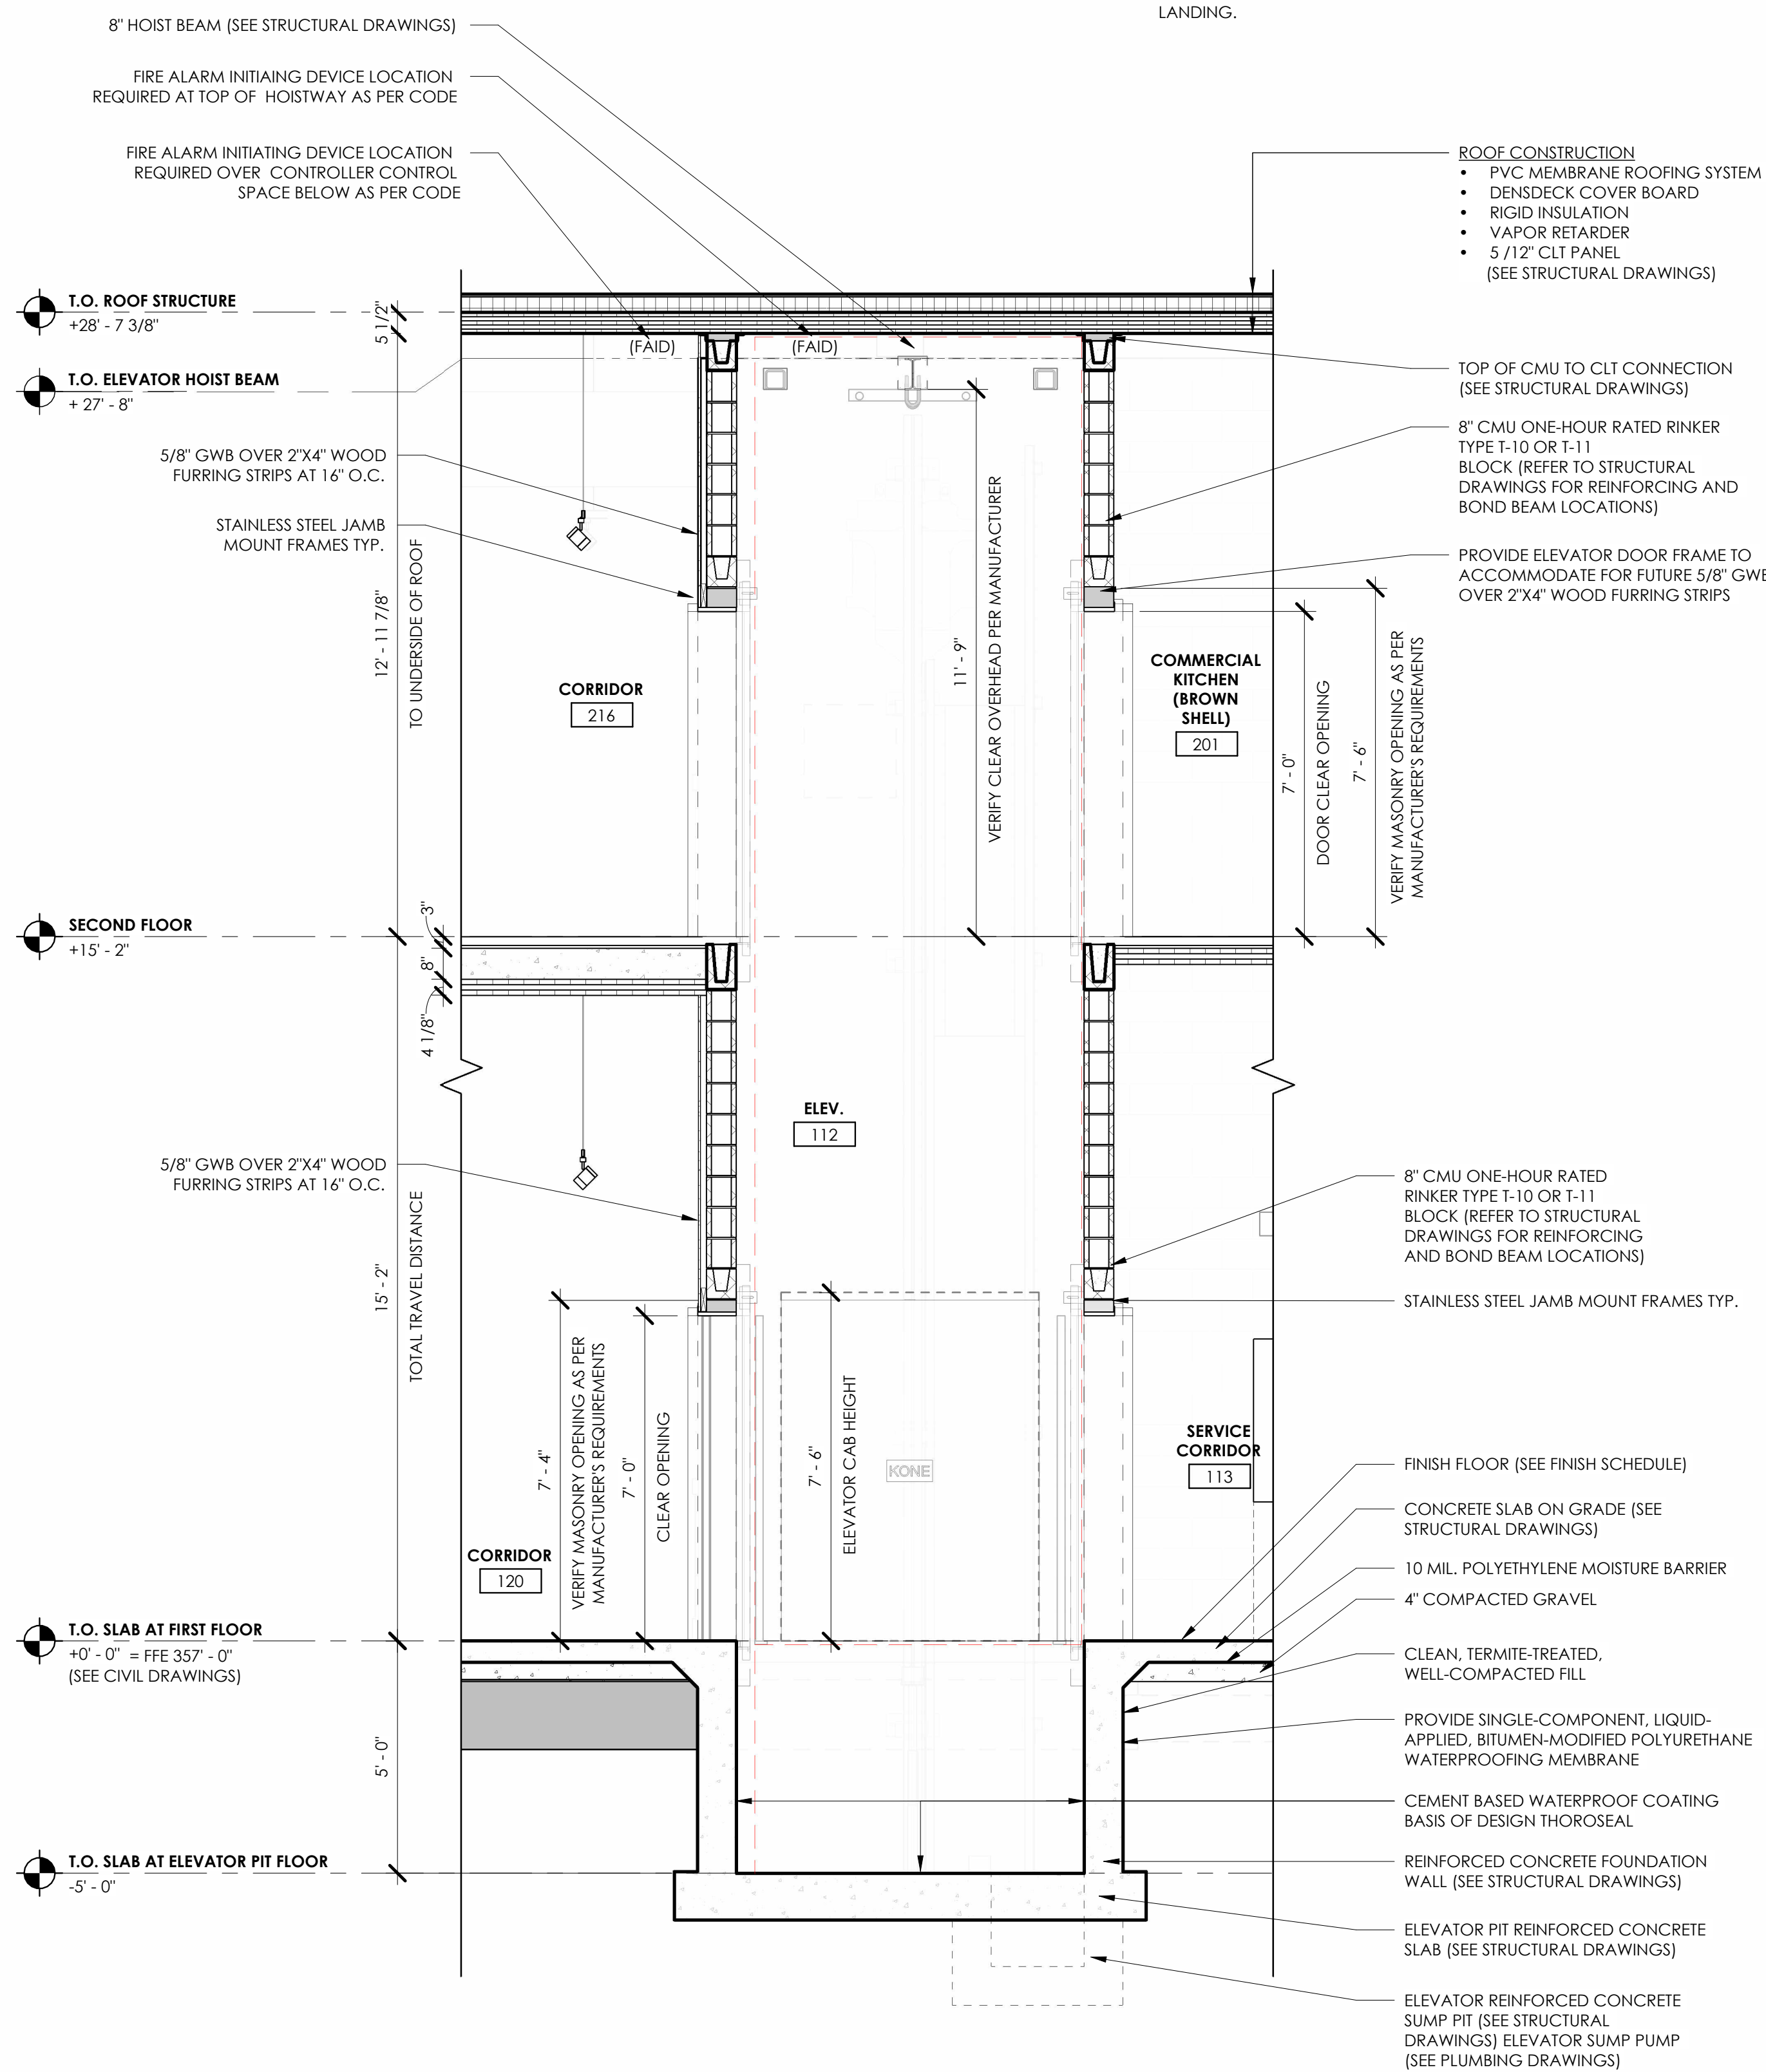 LANDING.
8" HOIST BEAM (SEE STRUCTURAL DRAWINGS)
FIRE ALARM INITIAING DEVICE LOCATION
REQUIRED AT TOP OF HOISTWAY AS PER CODE
FIRE ALARM INITIATING DEVICE LOCATION
REQUIRED OVER CONTROLLER CONTROL
SPACE BELOW AS PER CODE
ROOF CONSTRUCTION
• PVC MEMBRANE ROOFING SYSTEM
• DENSDECK COVER BOARD
• RIGID INSULATION
• VAPOR RETARDER
• 5 /12" CLT PANEL
(SEE STRUCTURAL DRAWINGS)
T.O. ROOF STRUCTURE
+28' - 7 3/8"
5 1/2"
(FAID)
(FAID)
T.O. ELEVATOR HOIST BEAM
+ 27' - 8"
TOP OF CMU TO CLT CONNECTION
(SEE STRUCTURAL DRAWINGS)
5/8" GWB OVER 2"X4" WOOD
FURRING STRIPS AT 16" O.C.
8" CMU ONE-HOUR RATED RINKER
TYPE T-10 OR T-11
BLOCK (REFER TO STRUCTURAL
DRAWINGS FOR REINFORCING AND
BOND BEAM LOCATIONS)
STAINLESS STEEL JAMB
MOUNT FRAMES TYP.
PROVIDE ELEVATOR DOOR FRAME TO
ACCOMMODATE FOR FUTURE 5/8" GWB
OVER 2"X4" WOOD FURRING STRIPS
12' - 11 7/8"
TO UNDERSIDE OF ROOF
CORRIDOR
216
11' - 9"
VERIFY CLEAR OVERHEAD PER MANUFACTURER
COMMERCIAL
KITCHEN
(BROWN
SHELL)
201
7' - 0"
DOOR CLEAR OPENING
7' - 6"
VERIFY MASONRY OPENING AS PER
MANUFACTURER'S REQUIREMENTS
SECOND FLOOR
+15' - 2"
3"
8"
4 1/8"
ELEV.
112
5/8" GWB OVER 2"X4" WOOD
FURRING STRIPS AT 16" O.C.
8" CMU ONE-HOUR RATED
RINKER TYPE T-10 OR T-11
BLOCK (REFER TO STRUCTURAL
DRAWINGS FOR REINFORCING
AND BOND BEAM LOCATIONS)
15' - 2"
TOTAL TRAVEL DISTANCE
STAINLESS STEEL JAMB MOUNT FRAMES TYP.
7' - 4"
VERIFY MASONRY OPENING AS PER
MANUFACTURER'S REQUIREMENTS
7' - 0"
CLEAR OPENING
7' - 6"
ELEVATOR CAB HEIGHT
KONE
SERVICE
CORRIDOR
113
CORRIDOR
120
FINISH FLOOR (SEE FINISH SCHEDULE)
CONCRETE SLAB ON GRADE (SEE
STRUCTURAL DRAWINGS)
10 MIL. POLYETHYLENE MOISTURE BARRIER
4" COMPACTED GRAVEL
T.O. SLAB AT FIRST FLOOR
+0' - 0" = FFE 357' - 0"
(SEE CIVIL DRAWINGS)
CLEAN, TERMITE-TREATED,
WELL-COMPACTED FILL
PROVIDE SINGLE-COMPONENT, LIQUID-
APPLIED, BITUMEN-MODIFIED POLYURETHANE
WATERPROOFING MEMBRANE
5' - 0"
CEMENT BASED WATERPROOF COATING
BASIS OF DESIGN THOROSEAL
T.O. SLAB AT ELEVATOR PIT FLOOR
-5' - 0"
REINFORCED CONCRETE FOUNDATION
WALL (SEE STRUCTURAL DRAWINGS)
ELEVATOR PIT REINFORCED CONCRETE
SLAB (SEE STRUCTURAL DRAWINGS)
ELEVATOR REINFORCED CONCRETE
SUMP PIT (SEE STRUCTURAL
DRAWINGS) ELEVATOR SUMP PUMP
(SEE PLUMBING DRAWINGS)